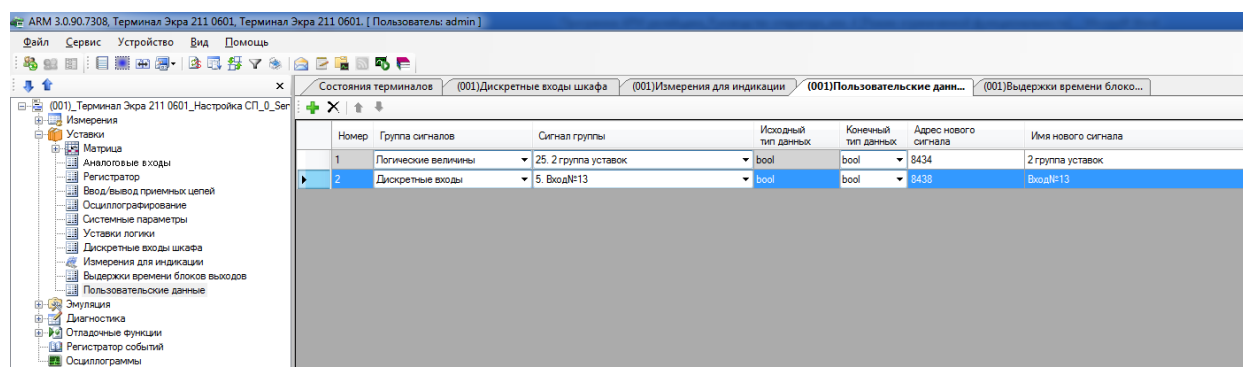 ARM 3.0.90.7308, Терминал Экра 211 0601, Терминал Экра 211 0601. [ Пользователь: admin ]
Файл Сервис Устройство Вид Помощь
Состояния терминалов (001)Дискретные входы шкафа (001)Измерения для индикации (001)Пользовательские данн... (001)Выдержки времени блоко...
(001)_Терминал Экра 211 0601_Настройка СП_0_Ser
Измерения
Уставки
Матрица
Аналоговые входы
Регистратор
Ввод/вывод приемных цепей
Осциллографирование
Системные параметры
Уставки логики
Дискретные входы шкафа
Измерения для индикации
Выдержки времени блоков выходов
Пользовательские данные
Эмуляция
Диагностика
Отладочные функции
Регистратор событий
Осциллограммы
Номер Группа сигналов Сигнал группы Исходный тип данных Конечный тип данных Адрес нового сигнала Имя нового сигнала
1 Логические величины 25. 2 группа уставок bool bool 8434 2 группа уставок
2 Дискретные входы 5. Вход№13 bool bool 8438 Вход№13